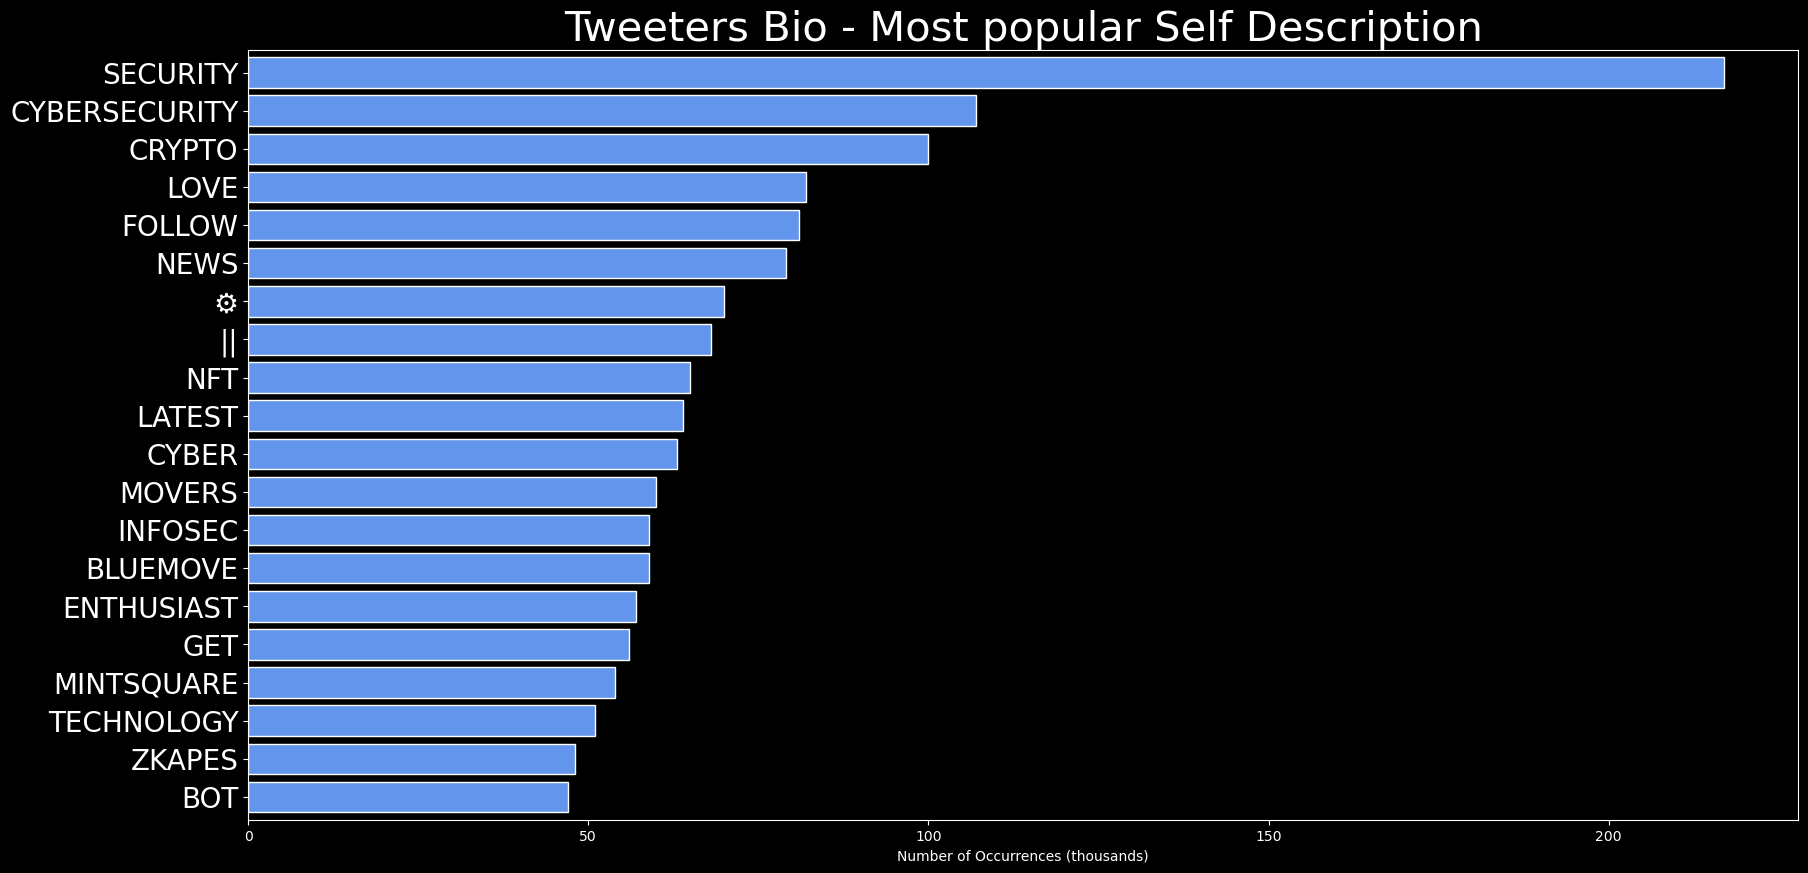 Tweeters Bio - Most popular Self Description
SECURITY
CYBERSECURITY
CRYPTO
LOVE
FOLLOW
NEWS
⚙
||
NFT
LATEST
CYBER
MOVERS
INFOSEC
BLUEMOVE
ENTHUSIAST
GET
MINTSQUARE
TECHNOLOGY
ZKAPES
BOT
0 50 100 150 200
Number of Occurrences (thousands)